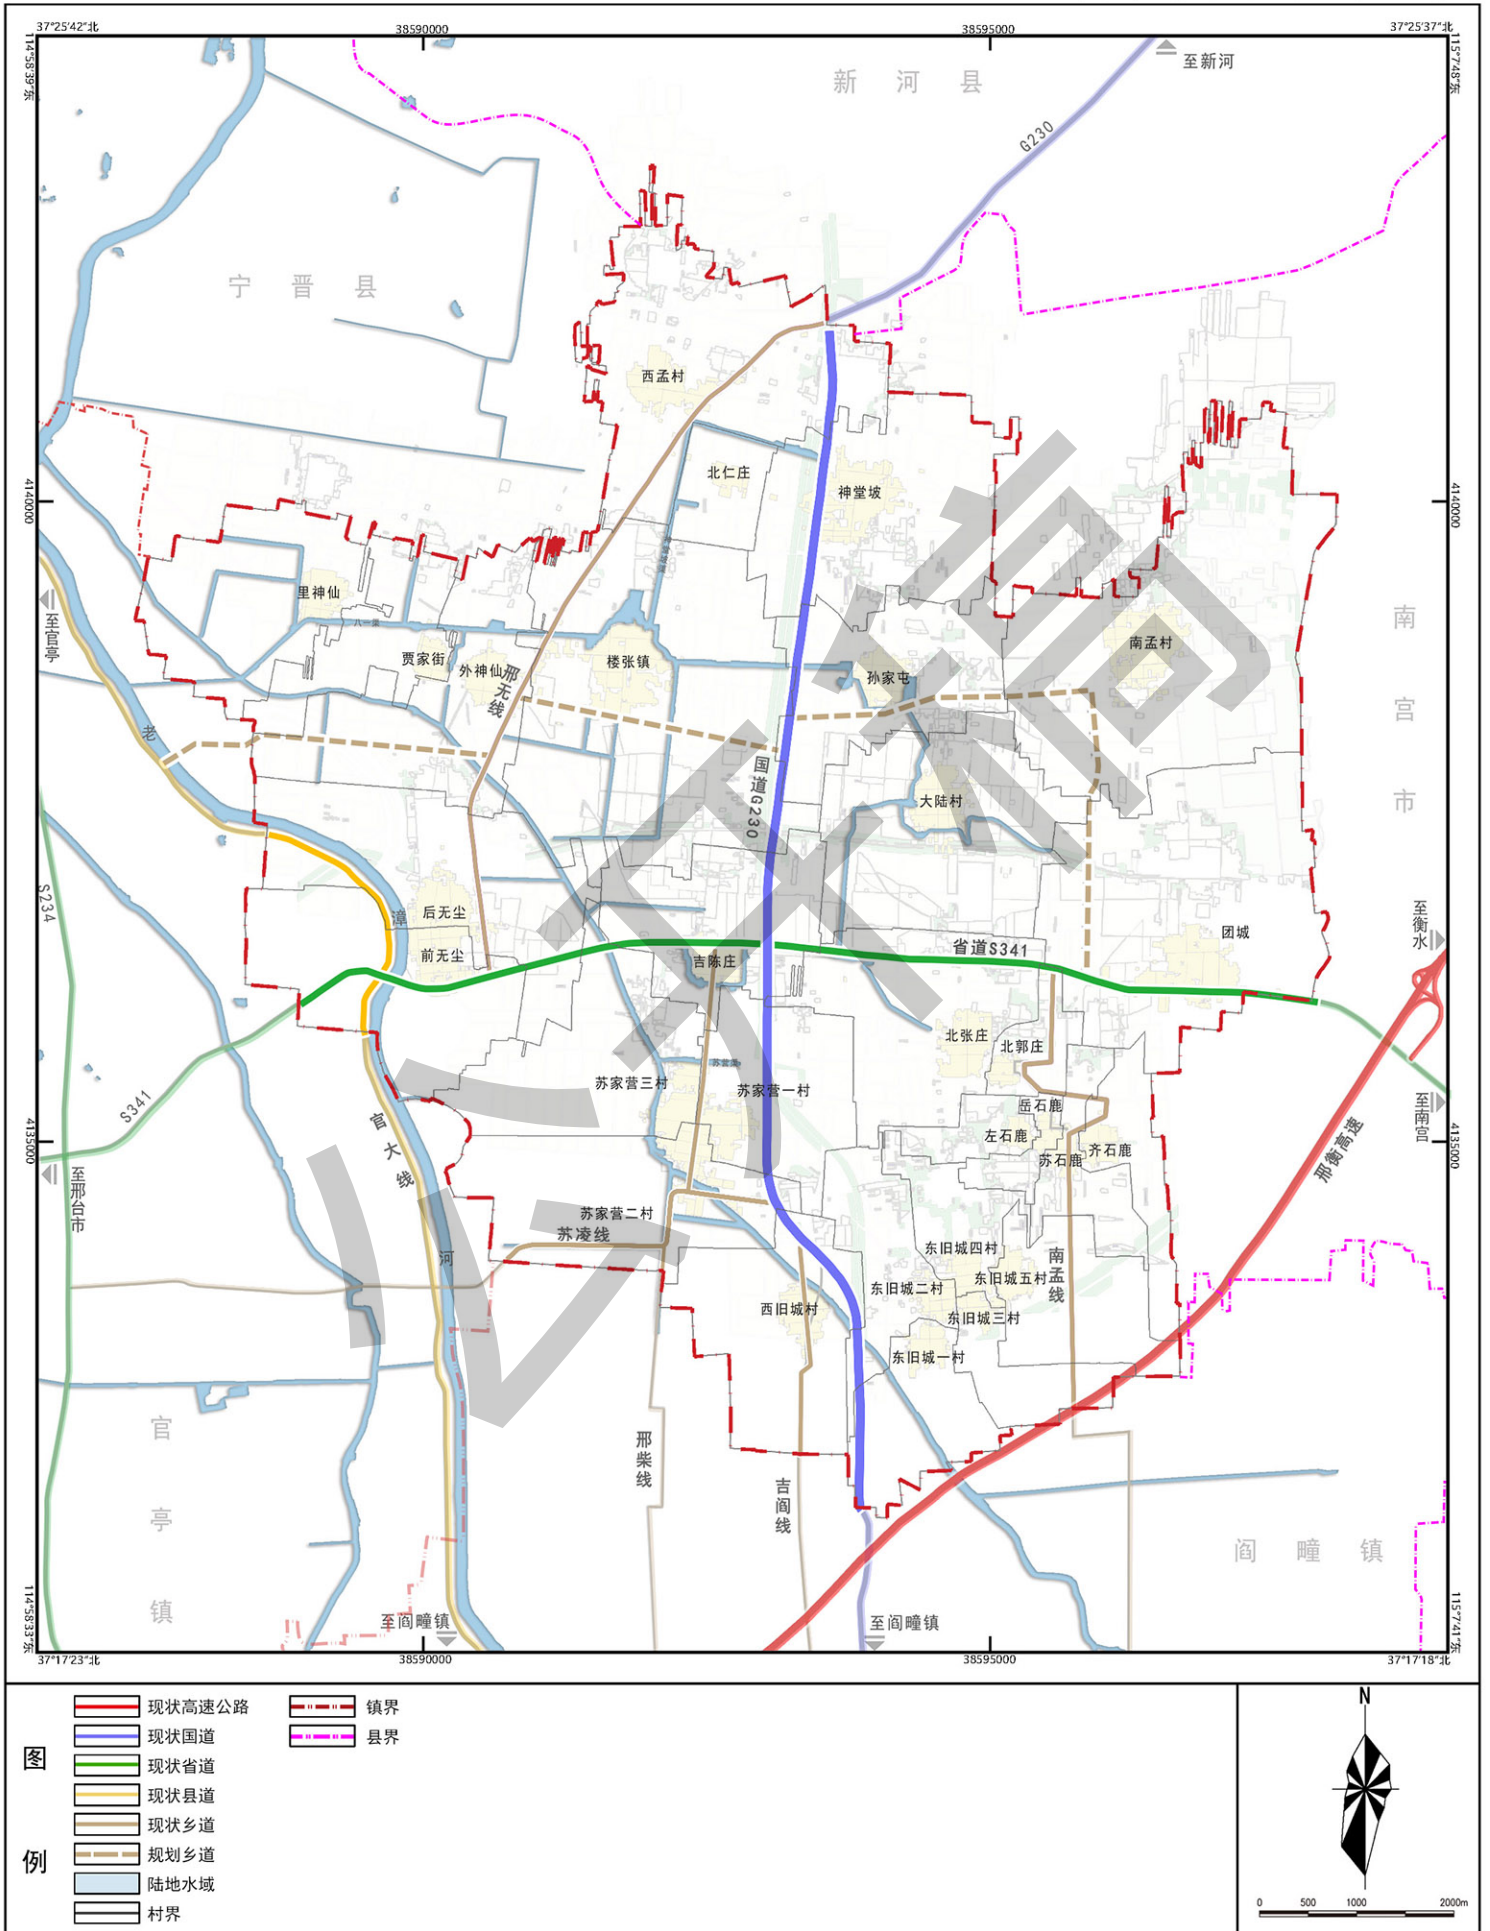 37°25′42″北
38590000
38595000
37°25′37″北
114°58′39″东
115°7′48″东
至新河
新河县
G230
宁晋县
西孟村
北仁庄
神堂坡
4140000
4140000
里神仙
八一渠
至官亭
贾家街
外神仙
楼张镇
孙家屯
南孟村
南宫市
邢无线
老
国道G230
大陆村
S234
后无尘
漳
前无尘
吉陈庄
省道S341
团城
至衡水
北张庄
北郭庄
苏家营三村
苏家营一村
岳石鹿
S341
官大线
左石鹿
苏石鹿
齐石鹿
至南宫
4135000
4135000
邢衡高速
至邢台市
苏家营二村
苏凌线
河
东旧城四村
东旧城五村
南孟线
东旧城二村
西旧城村
东旧城三村
东旧城一村
官亭镇
邢柴线
吉阎线
阎疃镇
至阎疃镇
至阎疃镇
114°58′33″东
115°7′41″东
37°17′23″北
38590000
38595000
37°17′18″北
公示稿
图例
现状高速公路
镇界
现状国道
县界
现状省道
现状县道
现状乡道
规划乡道
陆地水域
村界
N
0 500 1000 2000m